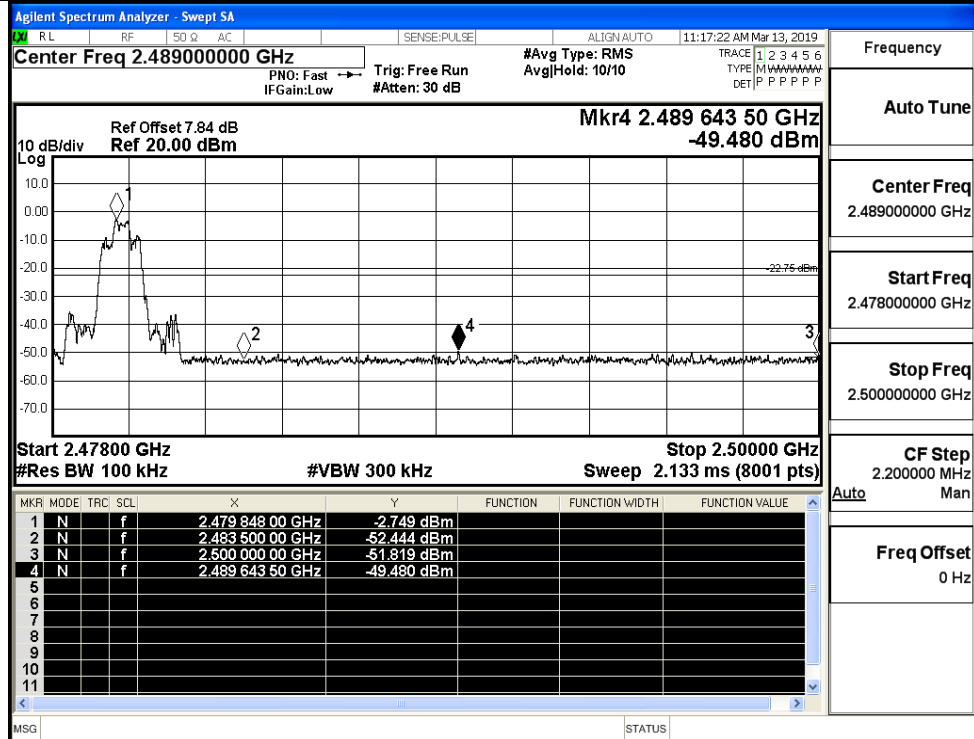 Agilent Spectrum Analyzer - Swept SA
LXI RL RF 50 Ω AC SENSE:PULSE ALIGN AUTO 11:17:22 AM Mar 13, 2019
Center Freq 2.489000000 GHz
PNO: Fast
IFGain:Low
Trig: Free Run
#Atten: 30 dB
#Avg Type: RMS
Avg|Hold: 10/10
TRACE 1 2 3 4 5 6
TYPE M WWWWW
DET P P P P P P
Mkr4 2.489 643 50 GHz
-49.480 dBm
Ref Offset 7.84 dB
10 dB/div Ref 20.00 dBm
Log
10.0
0.00
-10.0
-20.0
-30.0
-40.0
-50.0
-60.0
-70.0
1
2
4
3
-22.75 dBm
Start 2.47800 GHz Stop 2.50000 GHz
#Res BW 100 kHz #VBW 300 kHz Sweep 2.133 ms (8001 pts)
MKR MODE TRC SCL X Y FUNCTION FUNCTION WIDTH FUNCTION VALUE
1 N f 2.479 848 00 GHz -2.749 dBm
2 N f 2.483 500 00 GHz -52.444 dBm
3 N f 2.500 000 00 GHz -51.819 dBm
4 N f 2.489 643 50 GHz -49.480 dBm
5
6
7
8
9
10
11
MSG STATUS
Frequency
Auto Tune
Center Freq
2.489000000 GHz
Start Freq
2.478000000 GHz
Stop Freq
2.500000000 GHz
CF Step
2.200000 MHz
Auto Man
Freq Offset
0 Hz